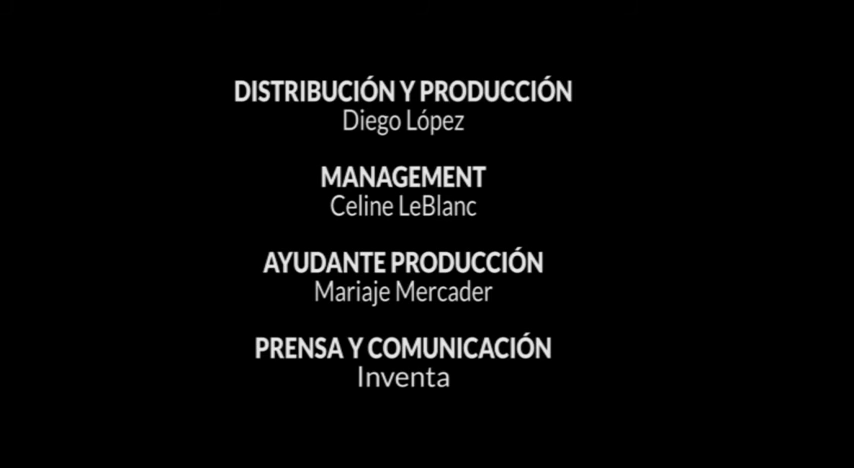 DISTRIBUCIÓN Y PRODUCCIÓN
Diego López
MANAGEMENT
Celine LeBlanc
AYUDANTE PRODUCCIÓN
Mariaje Mercader
PRENSA Y COMUNICACIÓN
Inventa